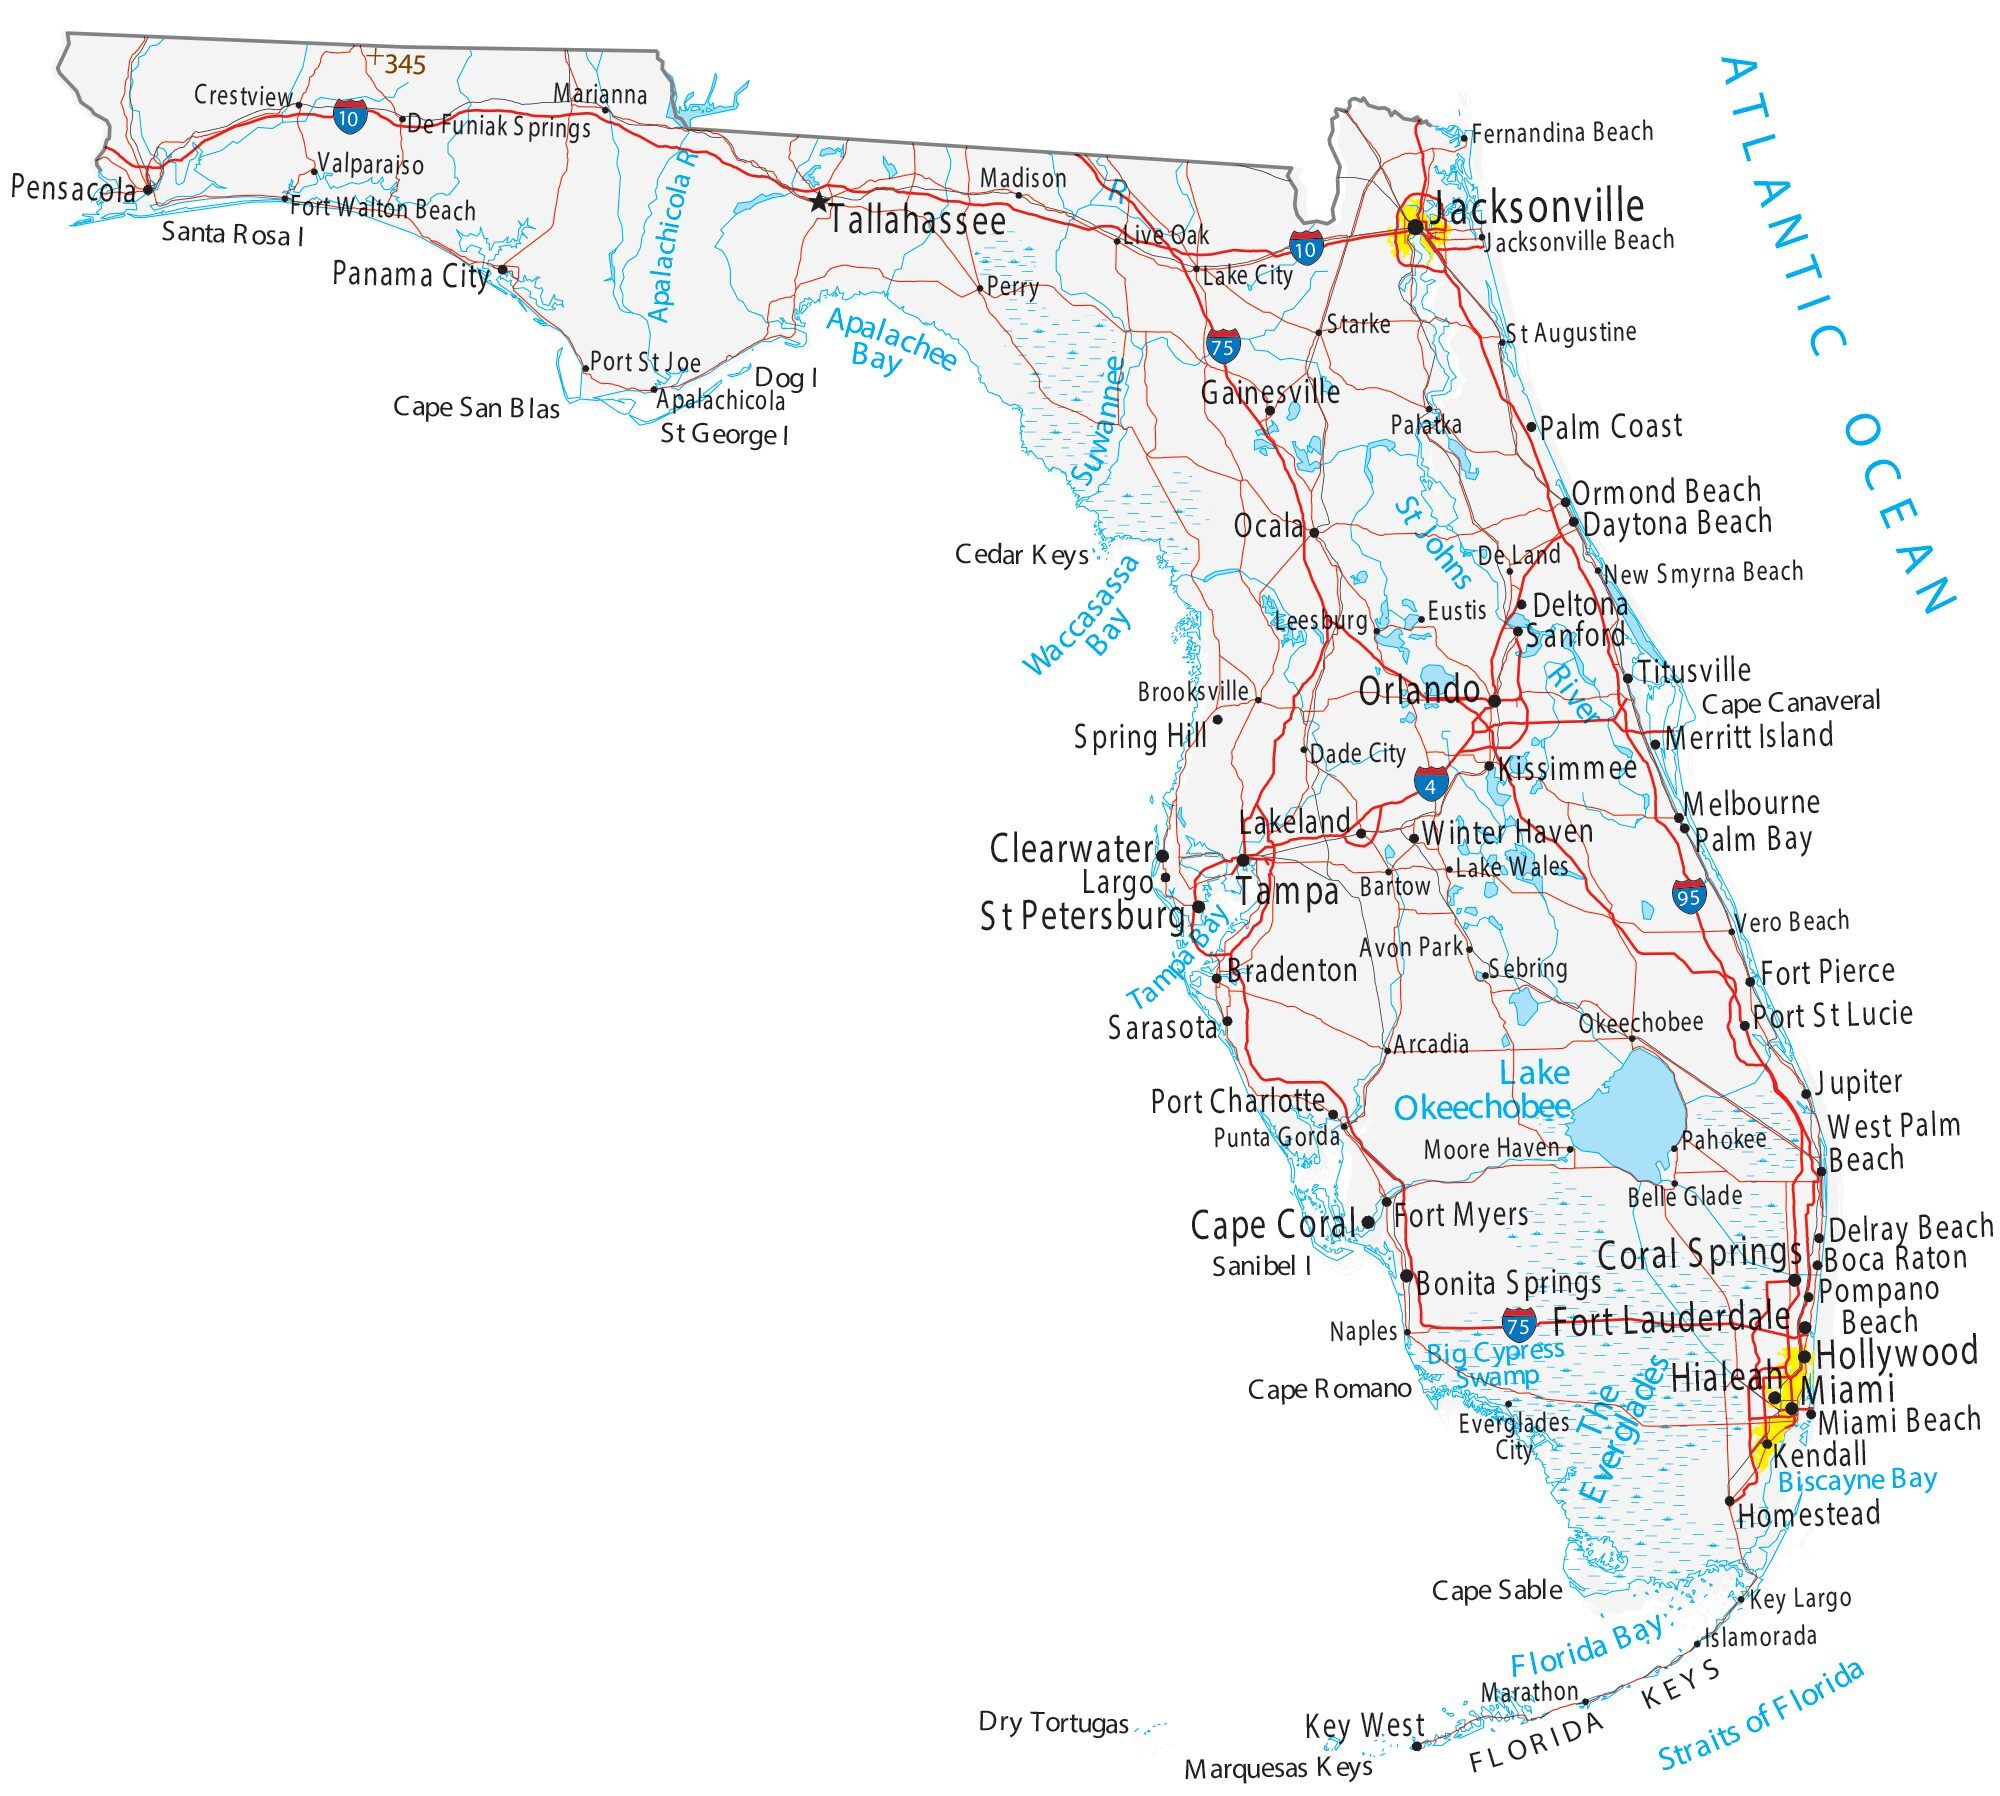 345
Crestview
10
Marianna
De Funiak Springs
Valparaiso
Pensacola
Fort Walton Beach
Santa Rosa I
Panama City
Apalachicola R
Tallahassee
Madison
R
Live Oak
10
Lake City
Perry
Fernandina Beach
Jacksonville
Jacksonville Beach
ATLANTIC OCEAN
Apalachee
Bay
Port St Joe
Dog I
Apalachicola
Cape San Blas
St George I
Suwannee
75
Starke
St Augustine
Gainesville
Palatka
Palm Coast
Ormond Beach
Daytona Beach
Ocala
St Johns
River
De Land
New Smyrna Beach
Cedar Keys
Waccasassa
Bay
Deltona
Eustis
Leesburg
Sanford
Titusville
Brooksville
Orlando
Cape Canaveral
Spring Hill
Merritt Island
Dade City
Kissimmee
4
Melbourne
Lakeland
Winter Haven
Palm Bay
Clearwater
Lake Wales
Largo
Tampa
Bartow
95
St Petersburg
Tampa Bay
Vero Beach
Avon Park
Sebring
Bradenton
Fort Pierce
Sarasota
Okeechobee
Port St Lucie
Arcadia
Lake
Okeechobee
Jupiter
Port Charlotte
Punta Gorda
Moore Haven
Pahokee
West Palm
Beach
Belle Glade
Cape Coral
Fort Myers
Delray Beach
Sanibel I
Coral Springs
Boca Raton
Bonita Springs
Pompano
Beach
75
Fort Lauderdale
Naples
Big Cypress
Swamp
Hollywood
Hialeah
Cape Romano
Miami
Everglades
City
The
Everglades
Miami Beach
Kendall
Biscayne Bay
Homestead
Cape Sable
Key Largo
Florida Bay
Islamorada
Marathon
FLORIDA KEYS
Straits of Florida
Dry Tortugas
Key West
Marquesas Keys